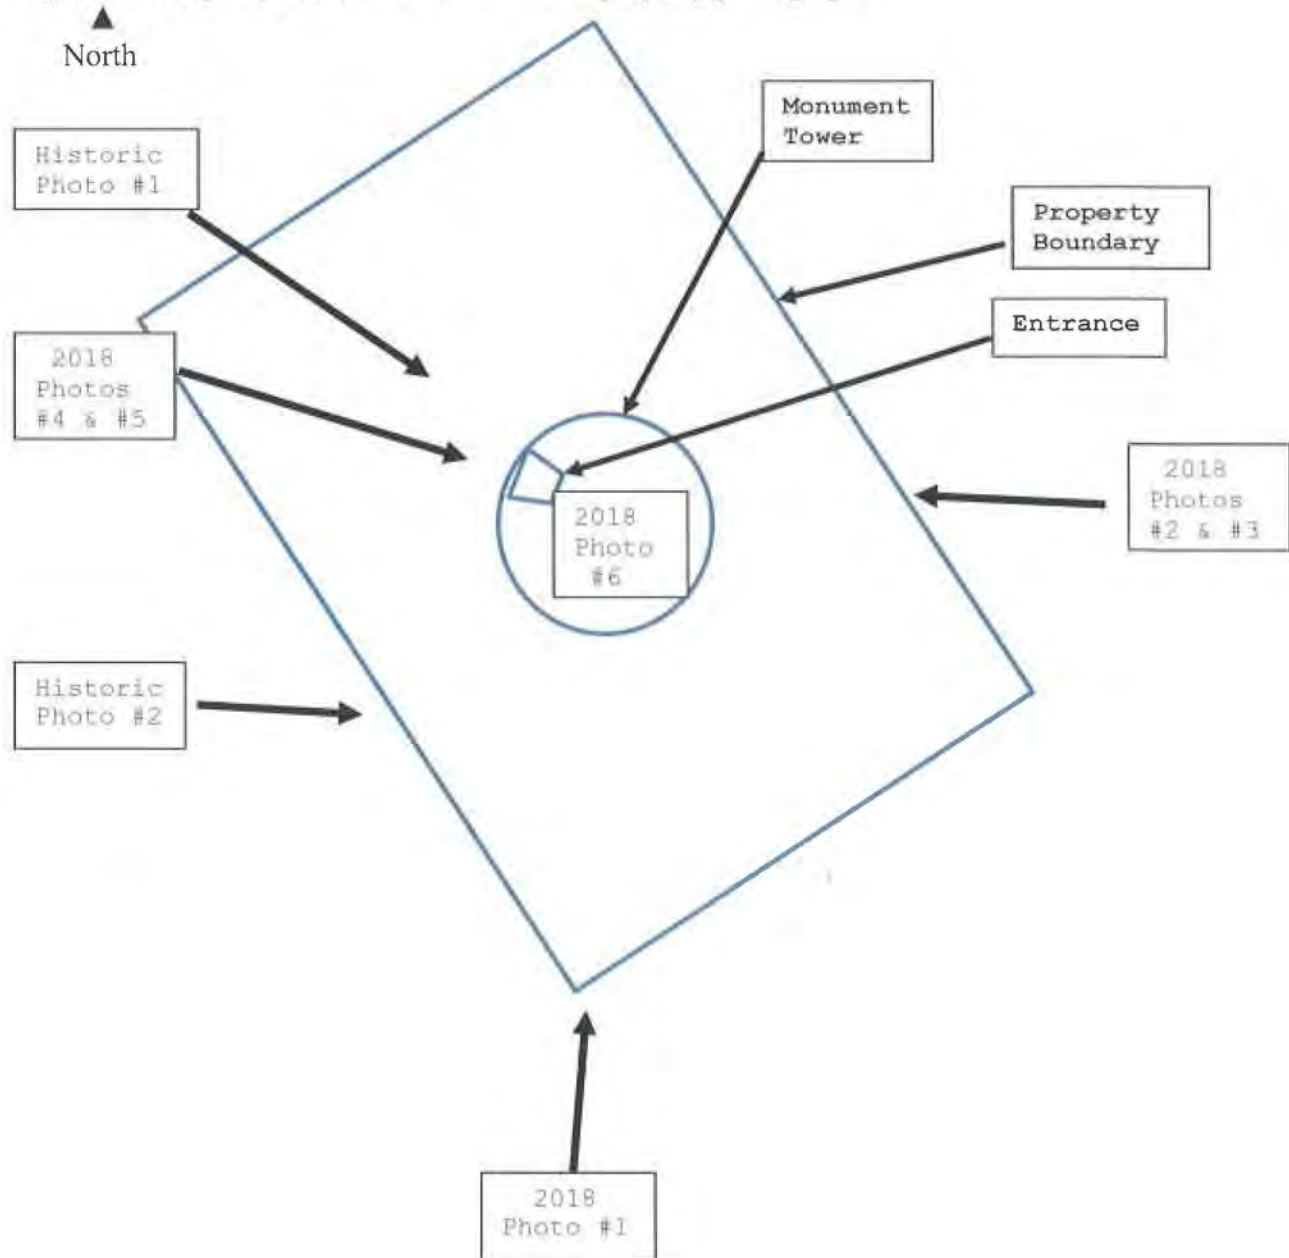 North
Monument
Tower
Historic
Photo #1
Property
Boundary
Entrance
2018
Photos
#4 & #5
2018
Photos
#2 & #3
2018
Photo
#6
Historic
Photo #2
2018
Photo #1